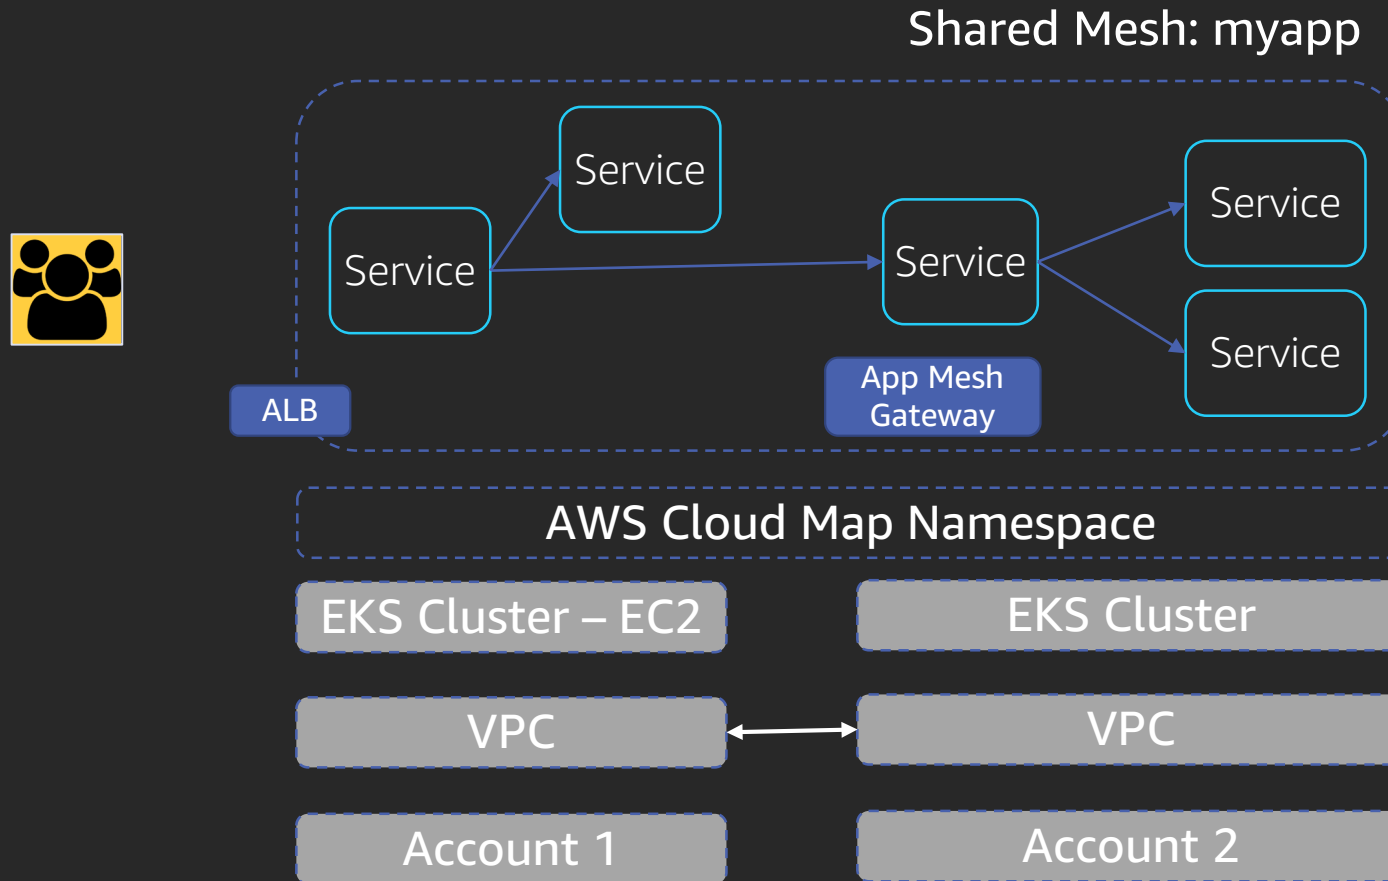 Shared Mesh: myapp
Service
Service
Service
Service
Service
ALB
App Mesh
Gateway
AWS Cloud Map Namespace
EKS Cluster – EC2
EKS Cluster
VPC
VPC
Account 1
Account 2